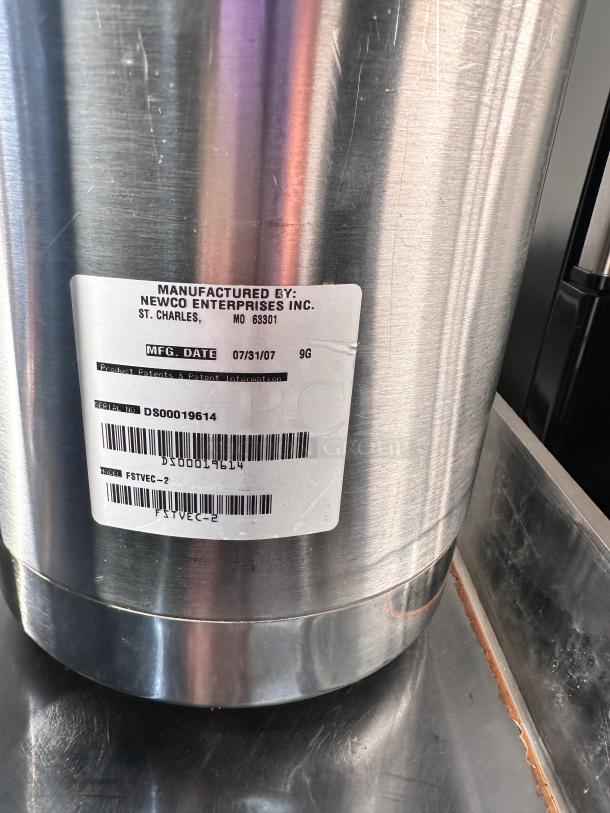 MANUFACTURED BY:
NEWCO ENTERPRISES INC.
ST. CHARLES, MO 63301
MFG. DATE 07/31/07 9G
Product Patents & Patent Information
SERIAL NO. DS00019614
DS00019614
MODEL FSTVEC-2
FSTVEC-2
GROUP